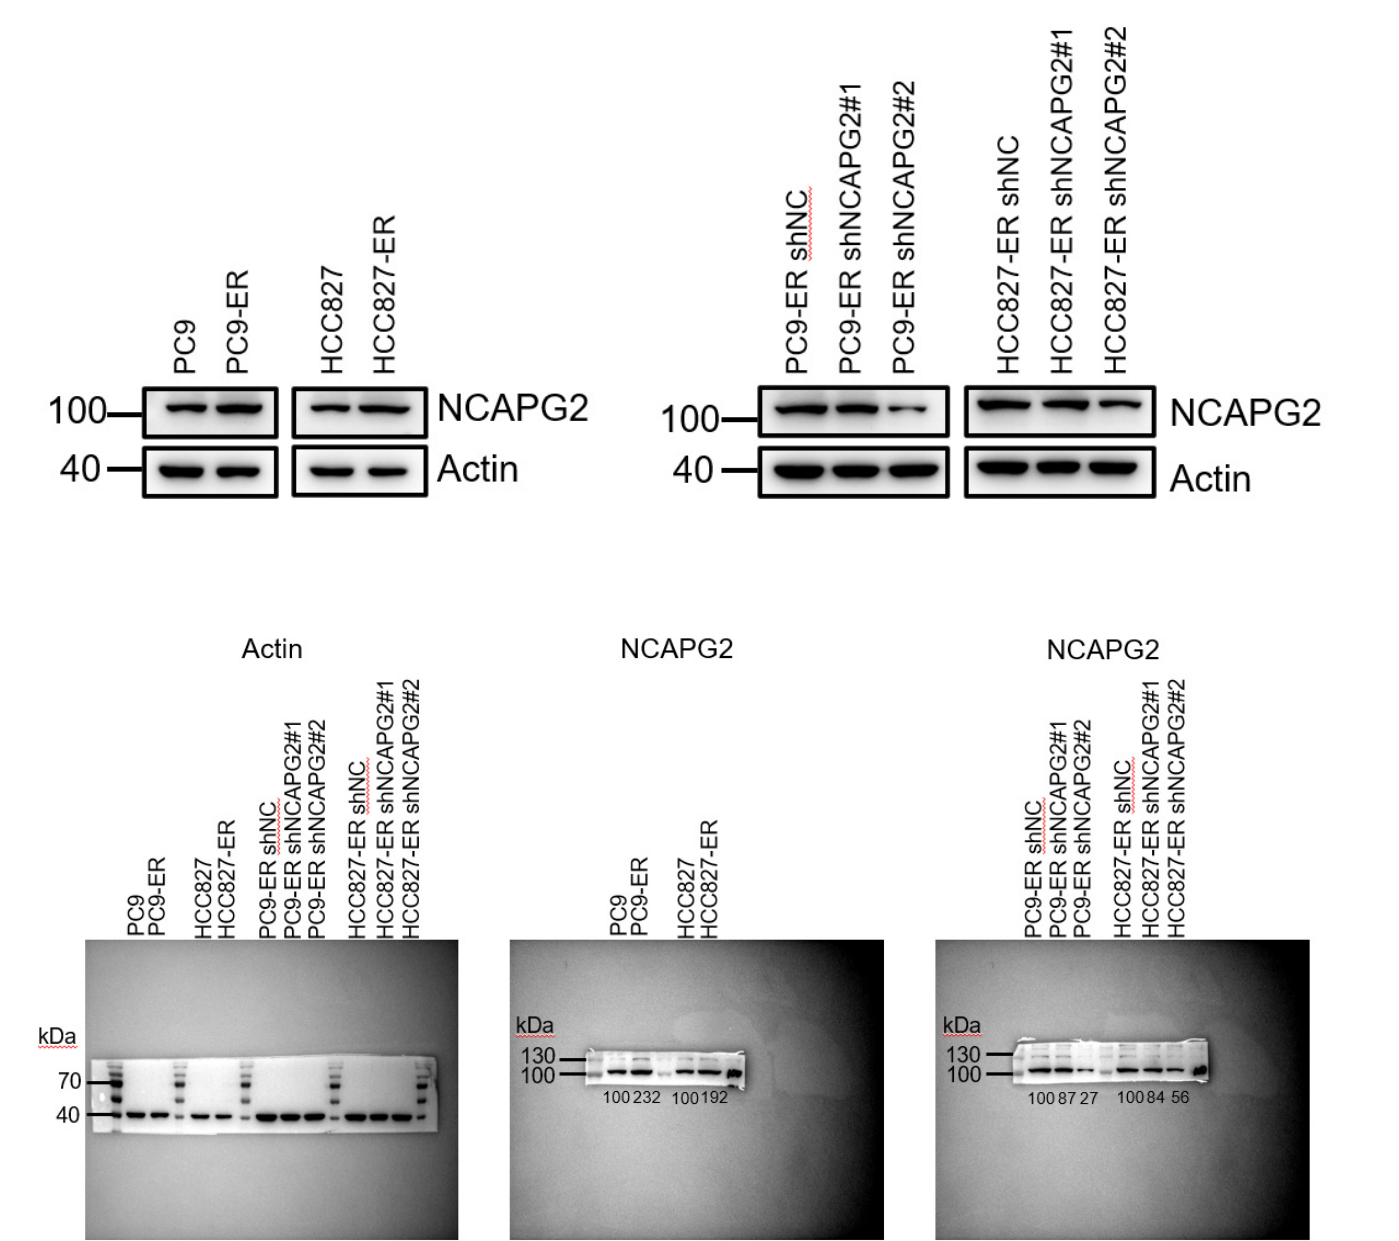 PC9
PC9-ER
HCC827
HCC827-ER
100
NCAPG2
40
Actin
PC9-ER shNC
PC9-ER shNCAPG2#1
PC9-ER shNCAPG2#2
HCC827-ER shNC
HCC827-ER shNCAPG2#1
HCC827-ER shNCAPG2#2
100
NCAPG2
40
Actin
Actin
PC9
PC9-ER
HCC827
HCC827-ER
PC9-ER shNC
PC9-ER shNCAPG2#1
PC9-ER shNCAPG2#2
HCC827-ER shNC
HCC827-ER shNCAPG2#1
HCC827-ER shNCAPG2#2
kDa
70
40
NCAPG2
PC9
PC9-ER
HCC827
HCC827-ER
kDa
130
100
100 232 100 192
NCAPG2
PC9-ER shNC
PC9-ER shNCAPG2#1
PC9-ER shNCAPG2#2
HCC827-ER shNC
HCC827-ER shNCAPG2#1
HCC827-ER shNCAPG2#2
kDa
130
100
100 87 27 100 84 56